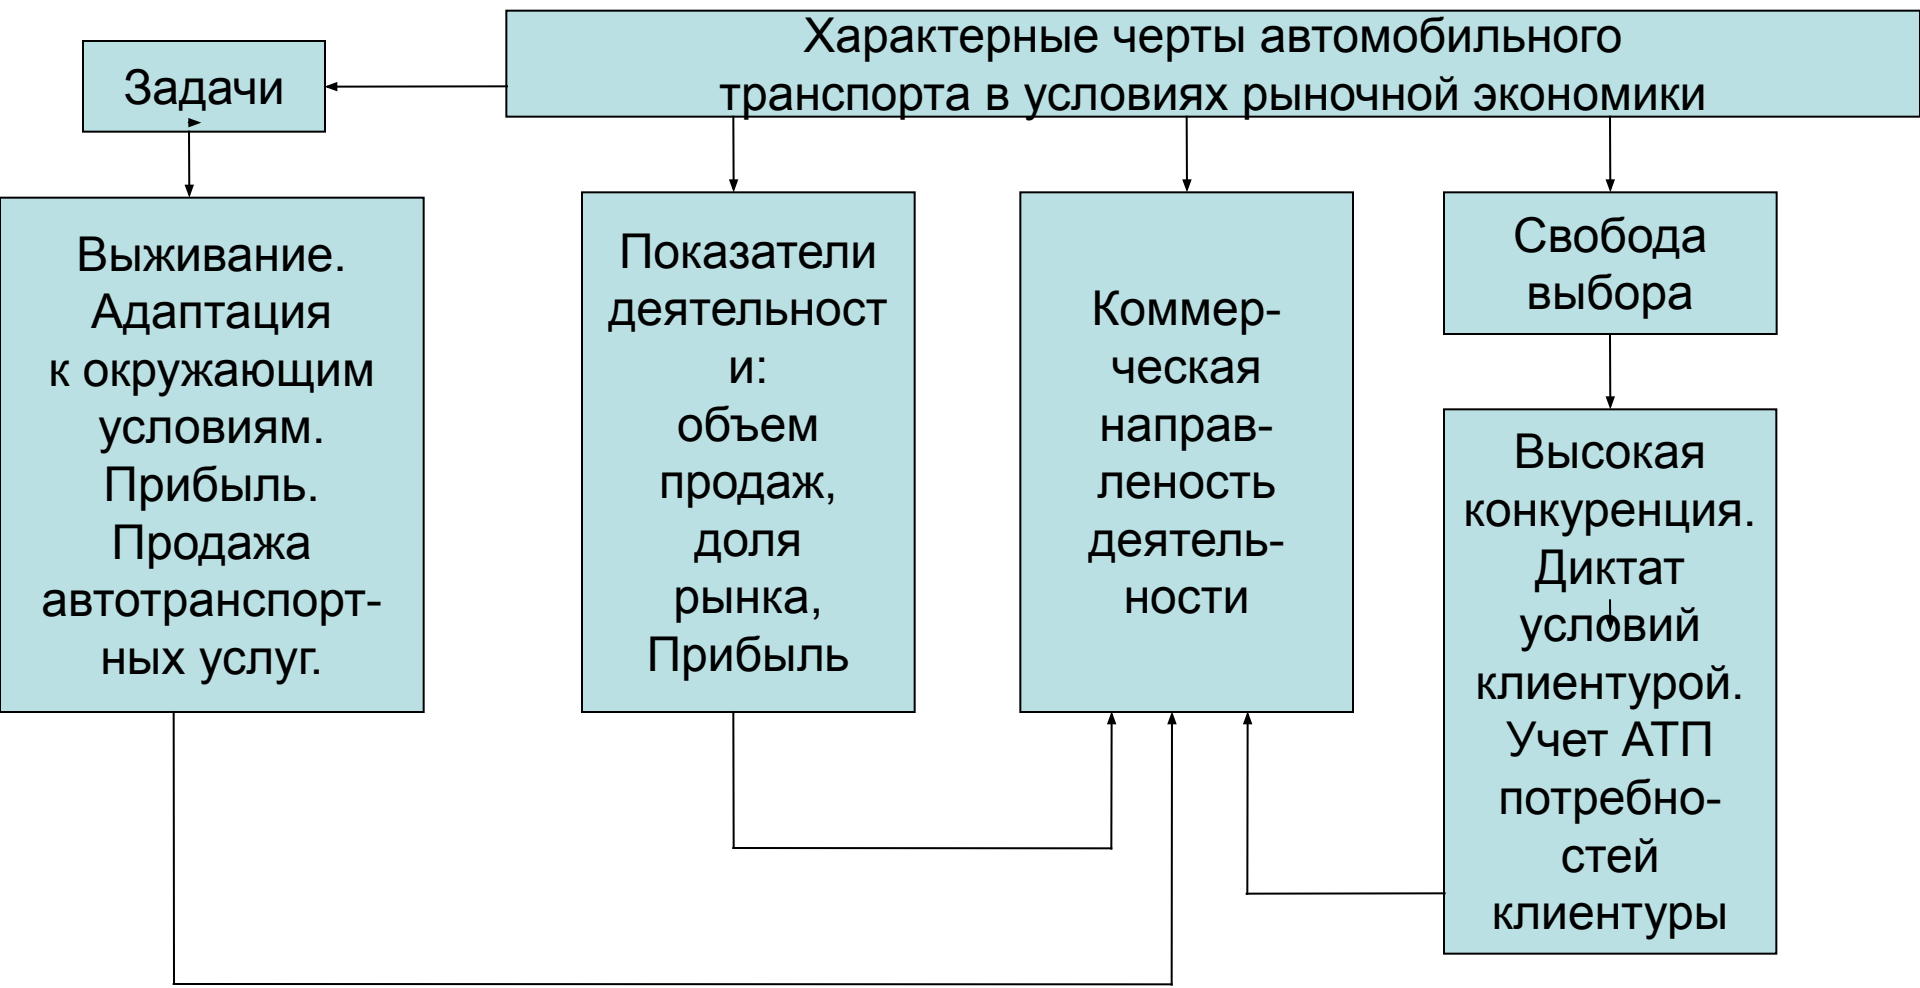 Характерные черты автомобильного
транспорта в условиях рыночной экономики
Задачи
Выживание.
Адаптация
к окружающим
условиям.
Прибыль.
Продажа
автотранспорт-
ных услуг.
Показатели
деятельност
и:
объем
продаж,
доля
рынка,
Прибыль
Коммер-
ческая
направ-
леность
деятель-
ности
Свобода
выбора
Высокая
конкуренция.
Диктат
условий
клиентурой.
Учет АТП
потребно-
стей
клиентуры